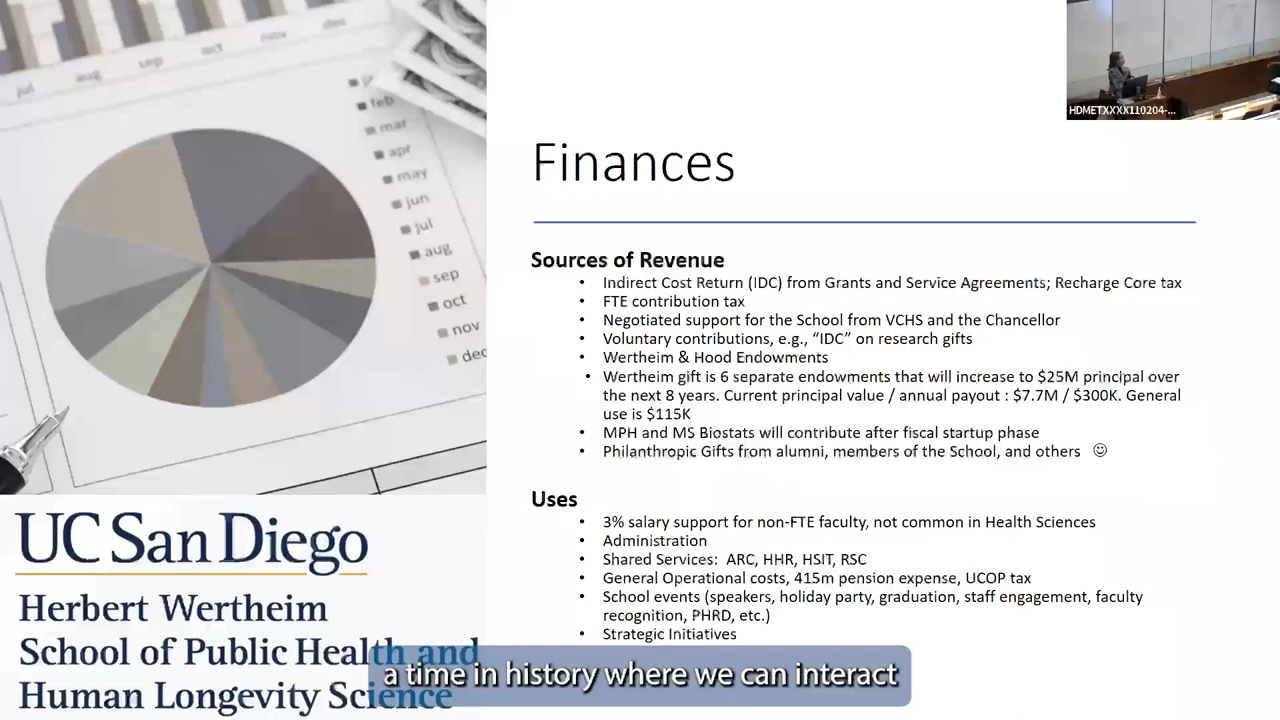 jul
aug
sep
oct
nov
dec
feb
mar
apr
may
jun
jul
aug
sep
oct
nov
dec
HDMETXXXX110204-...
Finances
Sources of Revenue
• Indirect Cost Return (IDC) from Grants and Service Agreements; Recharge Core tax
• FTE contribution tax
• Negotiated support for the School from VCHS and the Chancellor
• Voluntary contributions, e.g., “IDC” on research gifts
• Wertheim & Hood Endowments
• Wertheim gift is 6 separate endowments that will increase to $25M principal over
the next 8 years. Current principal value / annual payout : $7.7M / $300K. General
use is $115K
• MPH and MS Biostats will contribute after fiscal startup phase
• Philanthropic Gifts from alumni, members of the School, and others ☺
Uses
• 3% salary support for non-FTE faculty, not common in Health Sciences
• Administration
• Shared Services: ARC, HHR, HSIT, RSC
• General Operational costs, 415m pension expense, UCOP tax
• School events (speakers, holiday party, graduation, staff engagement, faculty
recognition, PHRD, etc.)
• Strategic Initiatives
UC San Diego
Herbert Wertheim
School of Public Health and
Human Longevity Science
a time in history where we can interact